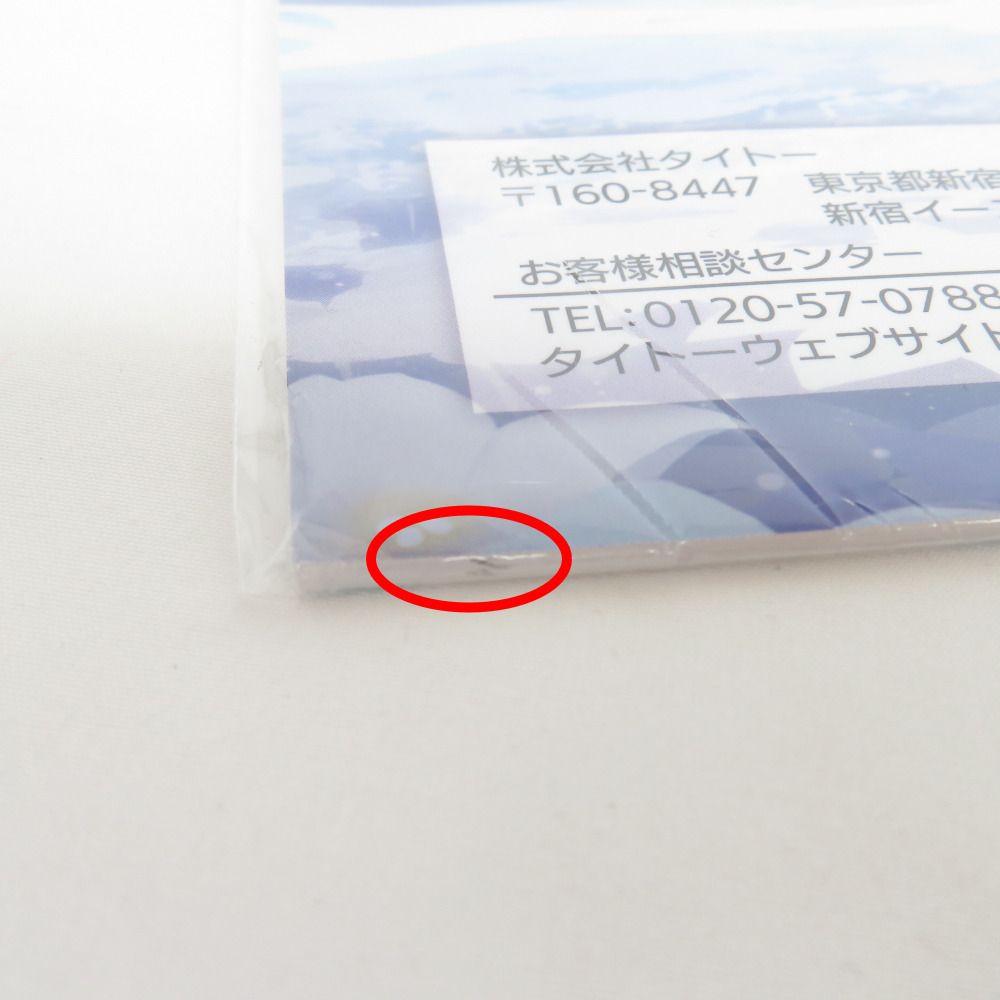 株式会社タイトー
〒160-8447 東京都新宿
新宿イー
お客様相談センター
TEL:0120-57-0788
タイトーウェブサイト